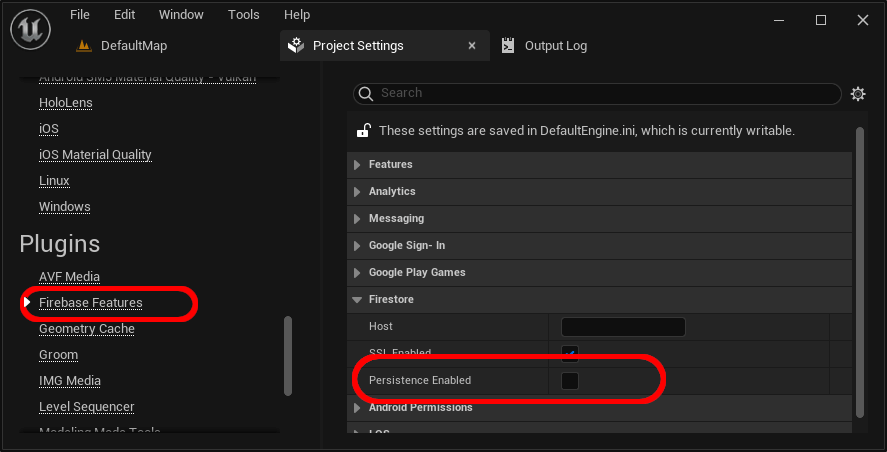 File Edit Window Tools Help
DefaultMap Project Settings Output Log
Android SM5 Material Quality - Vulkan
HoloLens
iOS
iOS Material Quality
Linux
Windows
Plugins
AVF Media
Firebase Features
Geometry Cache
Groom
IMG Media
Level Sequencer
Modeling Mode Tools
Search
These settings are saved in DefaultEngine.ini, which is currently writable.
Features
Analytics
Messaging
Google Sign- In
Google Play Games
Firestore
Host
SSL Enabled
Persistence Enabled
Android Permissions